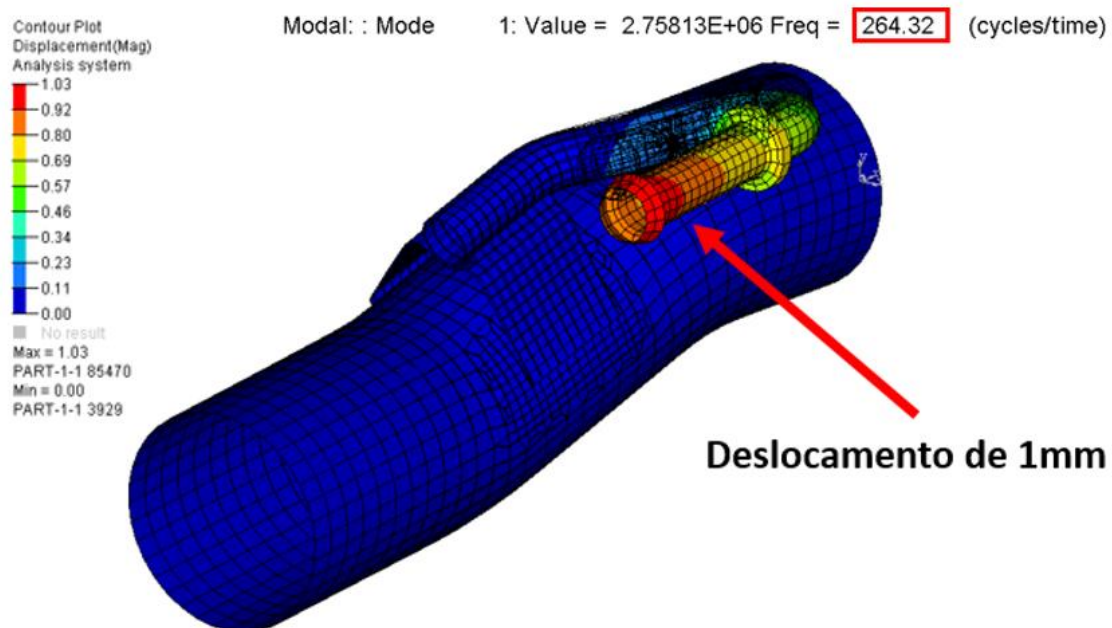 Modal: : Mode 1: Value = 2.75813E+06 Freq = 264.32 (cycles/time)
Contour Plot
Displacement(Mag)
Analysis system
1.03
0.92
0.80
0.69
0.57
0.46
0.34
0.23
0.11
0.00
No result
Max = 1.03
PART-1-1 85470
Min = 0.00
PART-1-1 3929
Deslocamento de 1mm